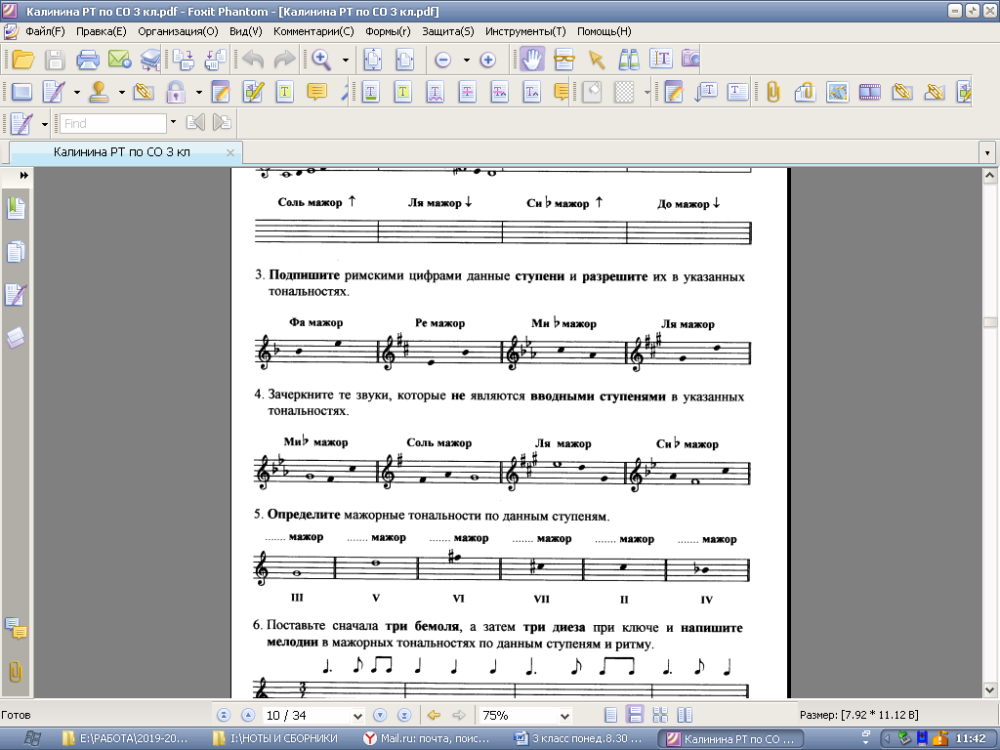 Калинина РТ по СО 3 кл.pdf - Foxit Phantom - [Калинина РТ по СО 3 кл.pdf]
Файл(F) Правка(E) Организация(O) Вид(V) Комментарии(C) Формы(r) Защита(S) Инструменты(T) Помощь(H)
Find
Калинина РТ по СО 3 кл
Соль мажор ↑ Ля мажор ↓ Си ♭ мажор ↑ До мажор ↓
3. Подпишите римскими цифрами данные ступени и разрешите их в указанных
тональностях.
Фа мажор Ре мажор Ми ♭ мажор Ля мажор
4. Зачеркните те звуки, которые не являются вводными ступенями в указанных
тональностях.
Ми♭ мажор Соль мажор Ля мажор Си ♭ мажор
5. Определите мажорные тональности по данным ступеням.
....... мажор ....... мажор ....... мажор ....... мажор ....... мажор ....... мажор
III V VI VII II IV
6. Поставьте сначала три бемоля, а затем три диеза при ключе и напишите
мелодии в мажорных тональностях по данным ступеням и ритму.
3
Готов 10 / 34 75% Размер: [7.92 * 11.12 В]
E:\РАБОТА\2019-20... I:\НОТЫ И СБОРНИКИ Mail.ru: почта, поис... 3 класс понед.8.30 ... Калинина РТ по СО ... 11:42